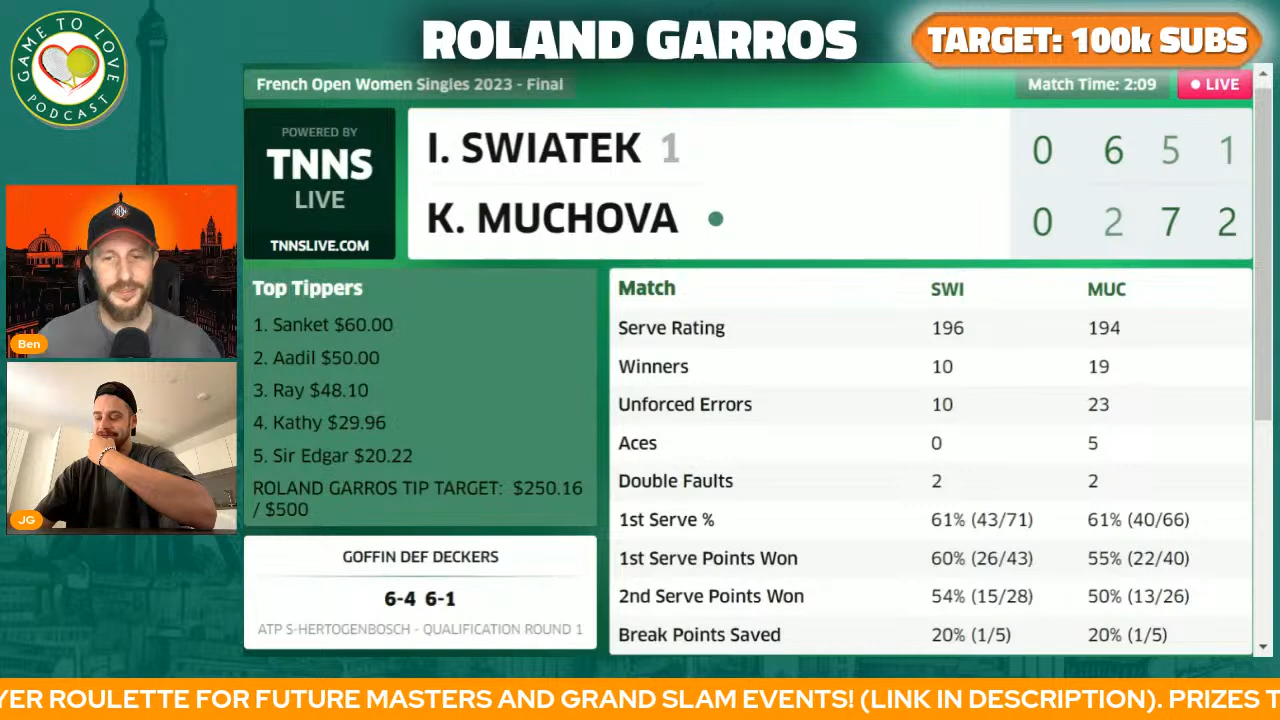 GAME TO LOVE
PODCAST
ROLAND GARROS
TARGET: 100k SUBS
French Open Women Singles 2023 - Final
Match Time: 2:09
LIVE
POWERED BY
TNNS
LIVE
TNNSLIVE.COM
I. SWIATEK 1 0 6 5 1
K. MUCHOVA 0 2 7 2
Ben
JG
Top Tippers
1. Sanket $60.00
2. Aadil $50.00
3. Ray $48.10
4. Kathy $29.96
5. Sir Edgar $20.22
ROLAND GARROS TIP TARGET: $250.16
/ $500
GOFFIN DEF DECKERS
6-4 6-1
ATP S-HERTOGENBOSCH - QUALIFICATION ROUND 1
Match SWI MUC
Serve Rating 196 194
Winners 10 19
Unforced Errors 10 23
Aces 0 5
Double Faults 2 2
1st Serve % 61% (43/71) 61% (40/66)
1st Serve Points Won 60% (26/43) 55% (22/40)
2nd Serve Points Won 54% (15/28) 50% (13/26)
Break Points Saved 20% (1/5) 20% (1/5)
YER ROULETTE FOR FUTURE MASTERS AND GRAND SLAM EVENTS! (LINK IN DESCRIPTION). PRIZES T